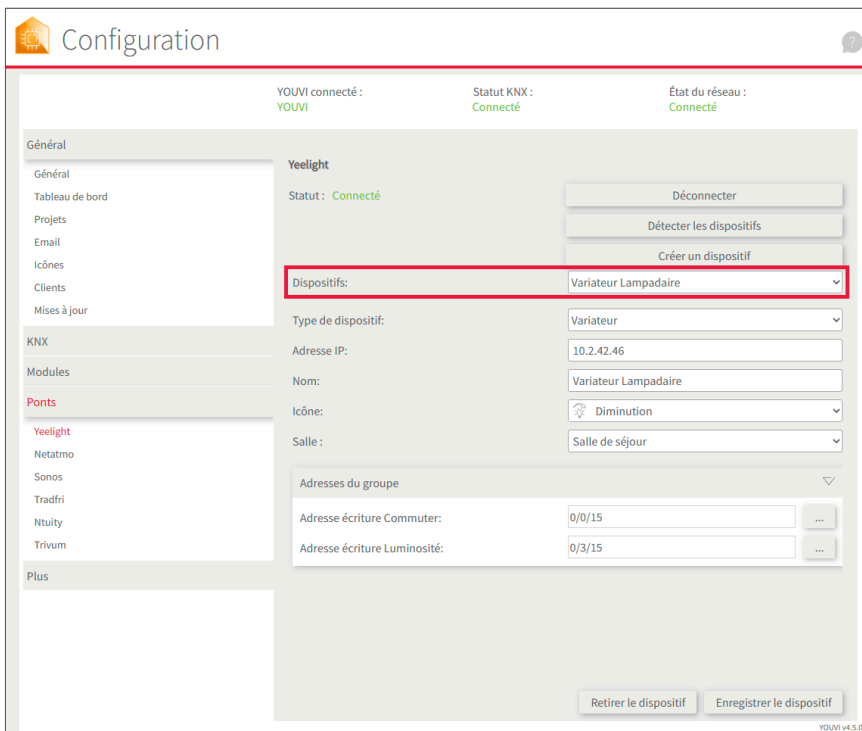 Configuration
?
YOUVI connecté :
YOUVI
Statut KNX :
Connecté
État du réseau :
Connecté
Général
Général
Tableau de bord
Projets
Email
Icônes
Clients
Mises à jour
KNX
Modules
Ponts
Yeelight
Netatmo
Sonos
Tradfri
Ntuity
Trivum
Plus
Yeelight
Statut : Connecté
Déconnecter
Détecter les dispositifs
Créer un dispositif
Dispositifs: Variateur Lampadaire
Type de dispositif: Variateur
Adresse IP: 10.2.42.46
Nom: Variateur Lampadaire
Icône: Diminution
Salle : Salle de séjour
Adresses du groupe
Adresse écriture Commuter: 0/0/15 ...
Adresse écriture Luminosité: 0/3/15 ...
Retirer le dispositif Enregistrer le dispositif
YOUVI v4.5.0